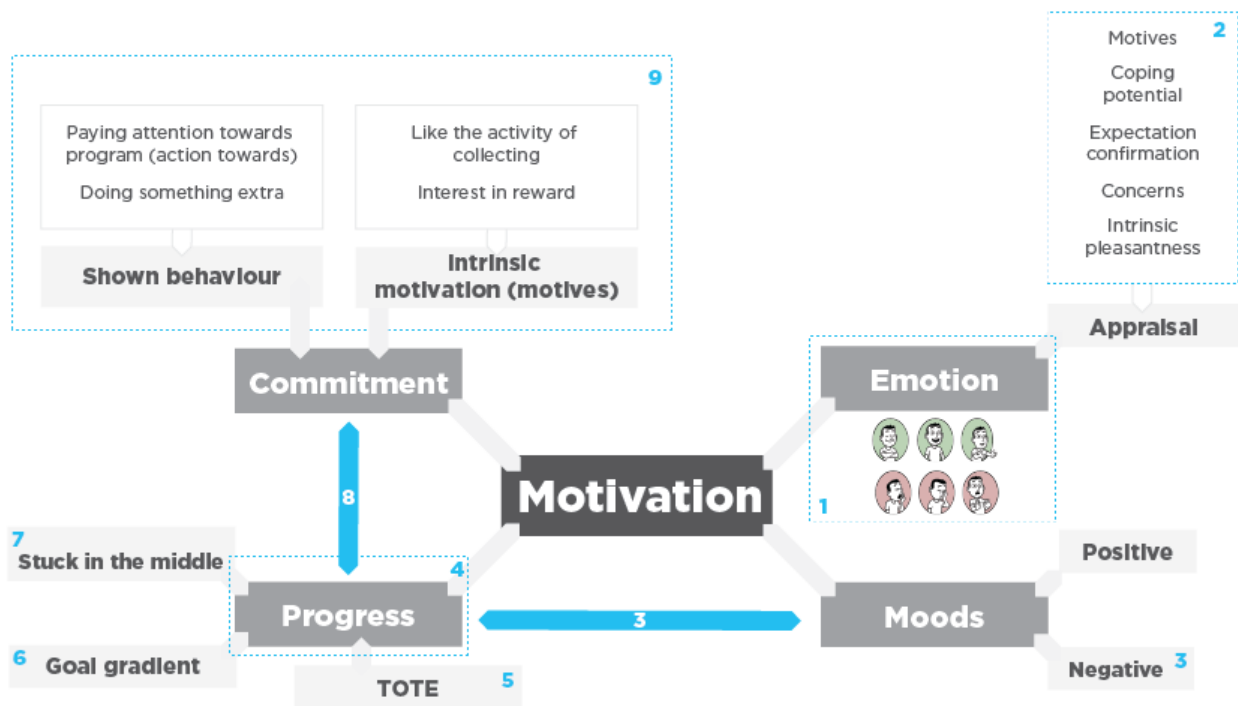 9
Paying attention towards
program (action towards)
Doing something extra
Like the activity of
collecting
Interest in reward
Shown behaviour
Intrinsic
motivation (motives)
2
Motives
Coping
potential
Expectation
confirmation
Concerns
Intrinsic
pleasantness
Appraisal
Commitment
Emotion
1
Motivation
8
7
Stuck in the middle
4
Progress
6
Goal gradient
TOTE
5
3
Moods
Positive
Negative
3